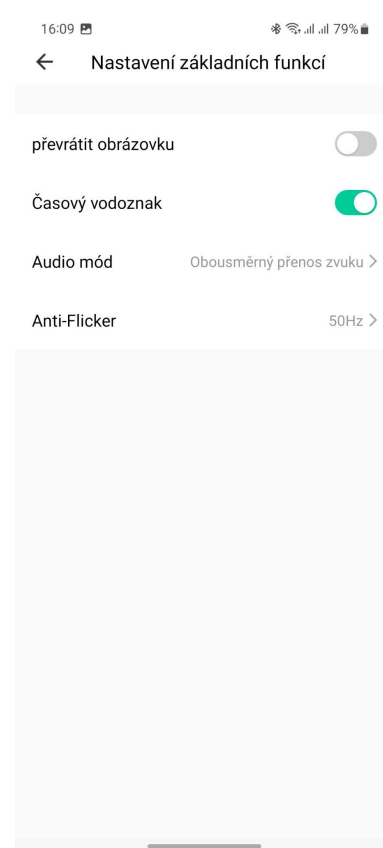 16:09 79%
Nastavení základních funkcí
převrátit obrázovku
Časový vodoznak
Audio mód Obousměrný přenos zvuku >
Anti-Flicker 50Hz >